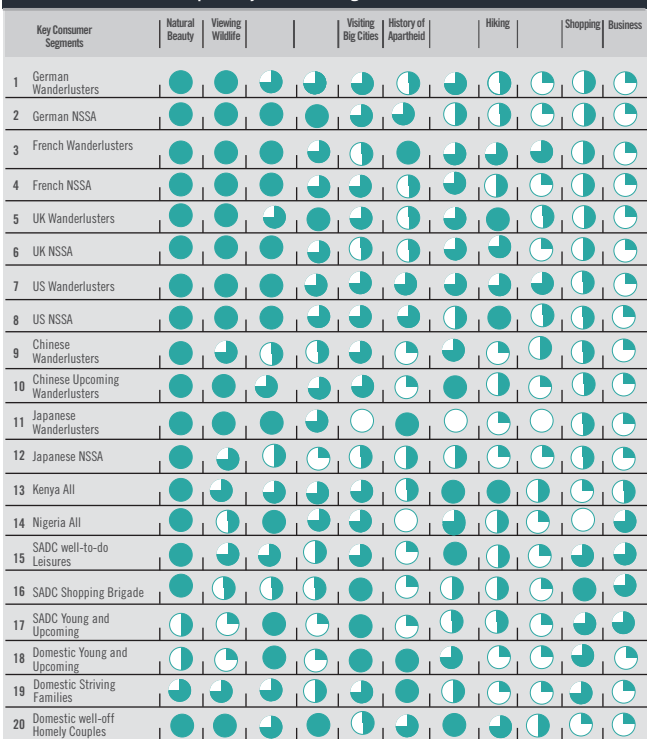 Key Consumer
Segments
Natural
Beauty
Viewing
Wildlife
Visiting
Big Cities
History of
Apartheid
Hiking
Shopping
Business
1 German
Wanderlusters
2 German NSSA
3 French Wanderlusters
4 French NSSA
5 UK Wanderlusters
6 UK NSSA
7 US Wanderlusters
8 US NSSA
9 Chinese
Wanderlusters
10 Chinese Upcoming
Wanderlusters
11 Japanese
Wanderlusters
12 Japanese NSSA
13 Kenya All
14 Nigeria All
15 SADC well-to-do
Leisures
16 SADC Shopping Brigade
17 SADC Young and
Upcoming
18 Domestic Young and
Upcoming
19 Domestic Striving
Families
20 Domestic well-off
Homely Couples